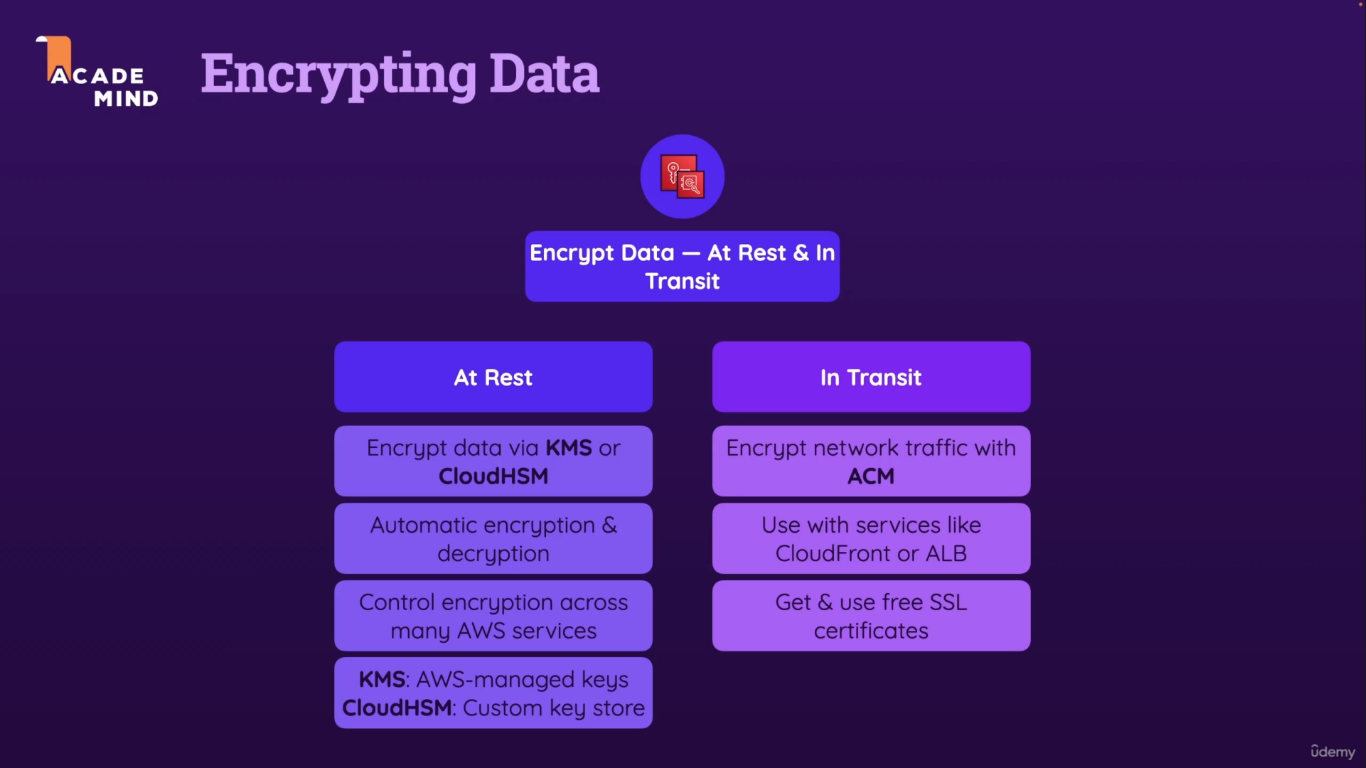 ACADE
MIND
Encrypting Data
Encrypt Data — At Rest & In
Transit
At Rest
Encrypt data via KMS or
CloudHSM
Automatic encryption &
decryption
Control encryption across
many AWS services
KMS: AWS-managed keys
CloudHSM: Custom key store
In Transit
Encrypt network traffic with
ACM
Use with services like
CloudFront or ALB
Get & use free SSL
certificates
udemy